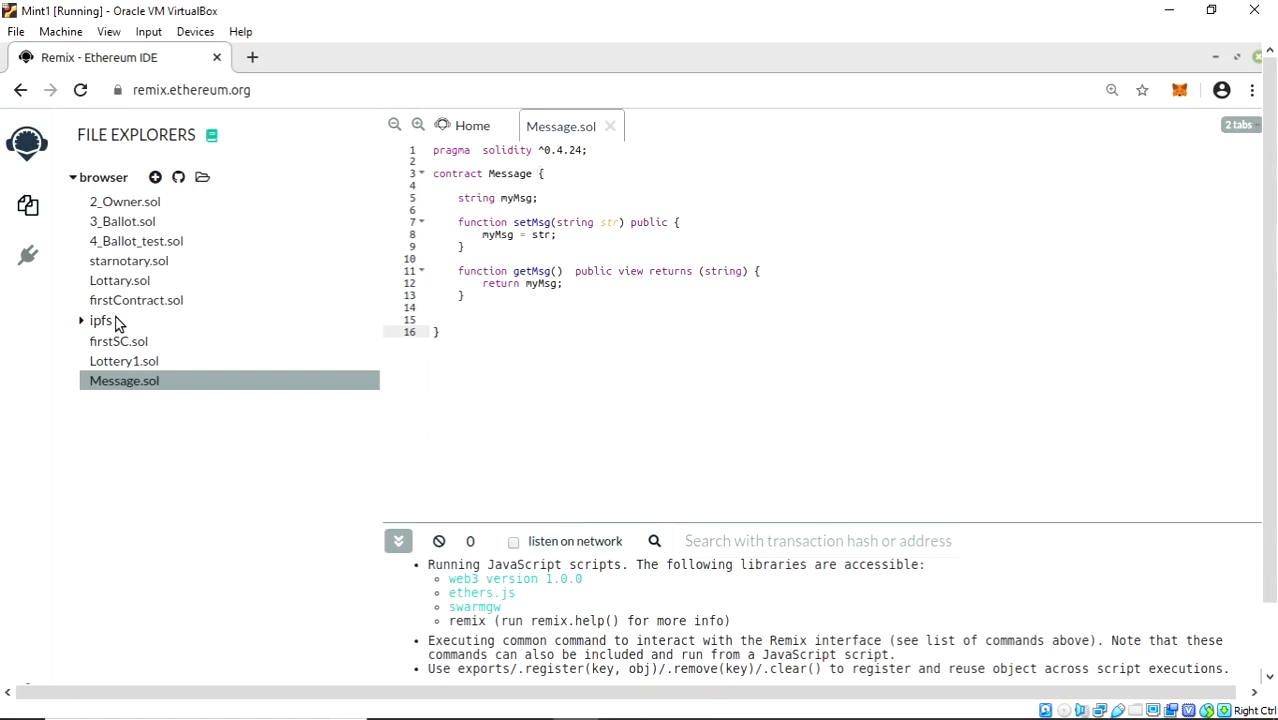 Mint1 [Running] - Oracle VM VirtualBox
File Machine View Input Devices Help
Remix - Ethereum IDE
remix.ethereum.org
FILE EXPLORERS
Home
Message.sol
2 tabs
browser
2_Owner.sol
3_Ballot.sol
4_Ballot_test.sol
starnotary.sol
Lottary.sol
firstContract.sol
ipfs
firstSC.sol
Lottery1.sol
Message.sol
1 pragma solidity ^0.4.24;
2
3 contract Message {
4
5 string myMsg;
6
7 function setMsg(string str) public {
8 myMsg = str;
9 }
10
11 function getMsg() public view returns (string) {
12 return myMsg;
13 }
14
15
16 }
0 listen on network Search with transaction hash or address
• Running JavaScript scripts. The following libraries are accessible:
web3 version 1.0.0
ethers.js
swarmgw
remix (run remix.help() for more info)
• Executing common command to interact with the Remix interface (see list of commands above). Note that these
commands can also be included and run from a JavaScript script.
• Use exports/.register(key, obj)/.remove(key)/.clear() to register and reuse object across script executions.
Right Ctrl